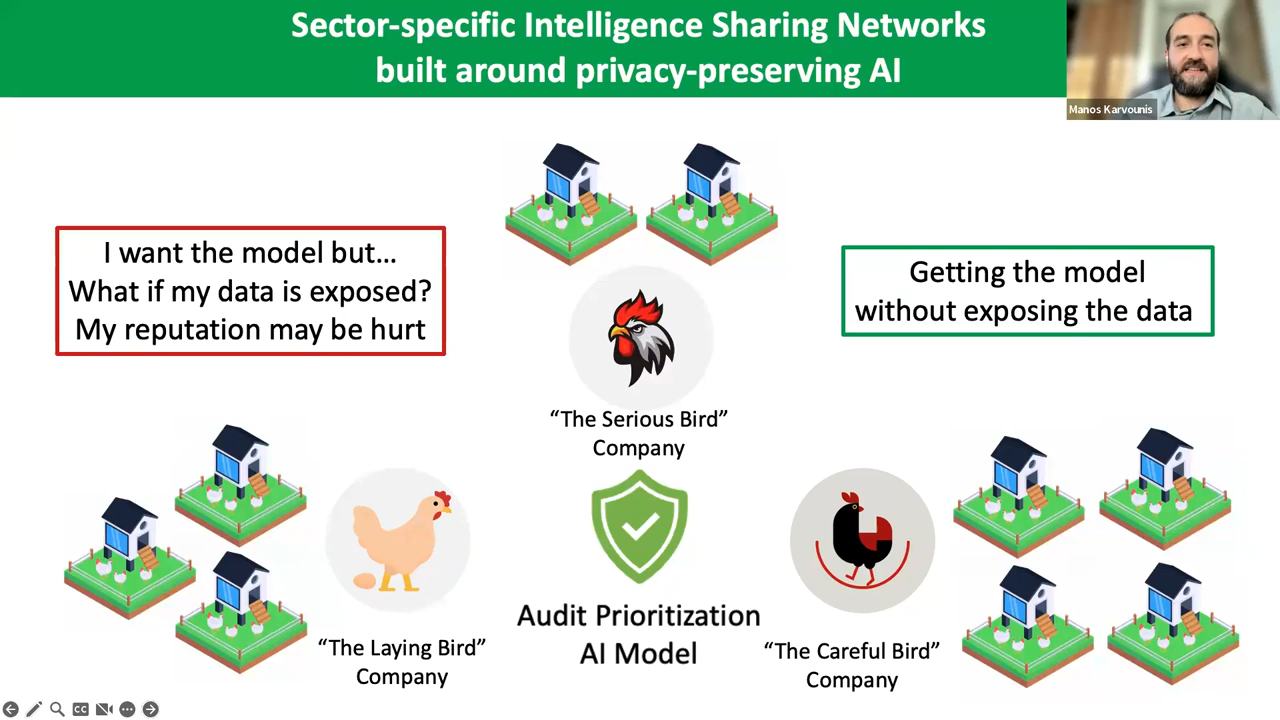 Sector-specific Intelligence Sharing Networks
built around privacy-preserving AI
Manos Karvounis
I want the model but...
What if my data is exposed?
My reputation may be hurt
Getting the model
without exposing the data
“The Serious Bird”
Company
“The Laying Bird”
Company
Audit Prioritization
AI Model
“The Careful Bird”
Company
CC